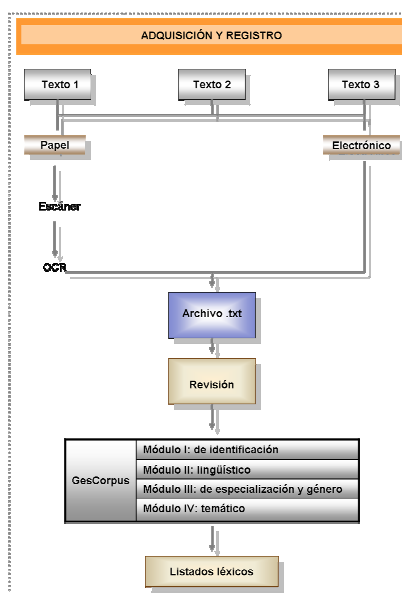 ADQUISICIÓN Y REGISTRO
Texto 1
Texto 2
Texto 3
Papel
Electrónico
Escáner
OCR
Archivo .txt
Revisión
GesCorpus
Módulo I: de identificación
Módulo II: lingüístico
Módulo III: de especialización y género
Módulo IV: temático
Listados léxicos